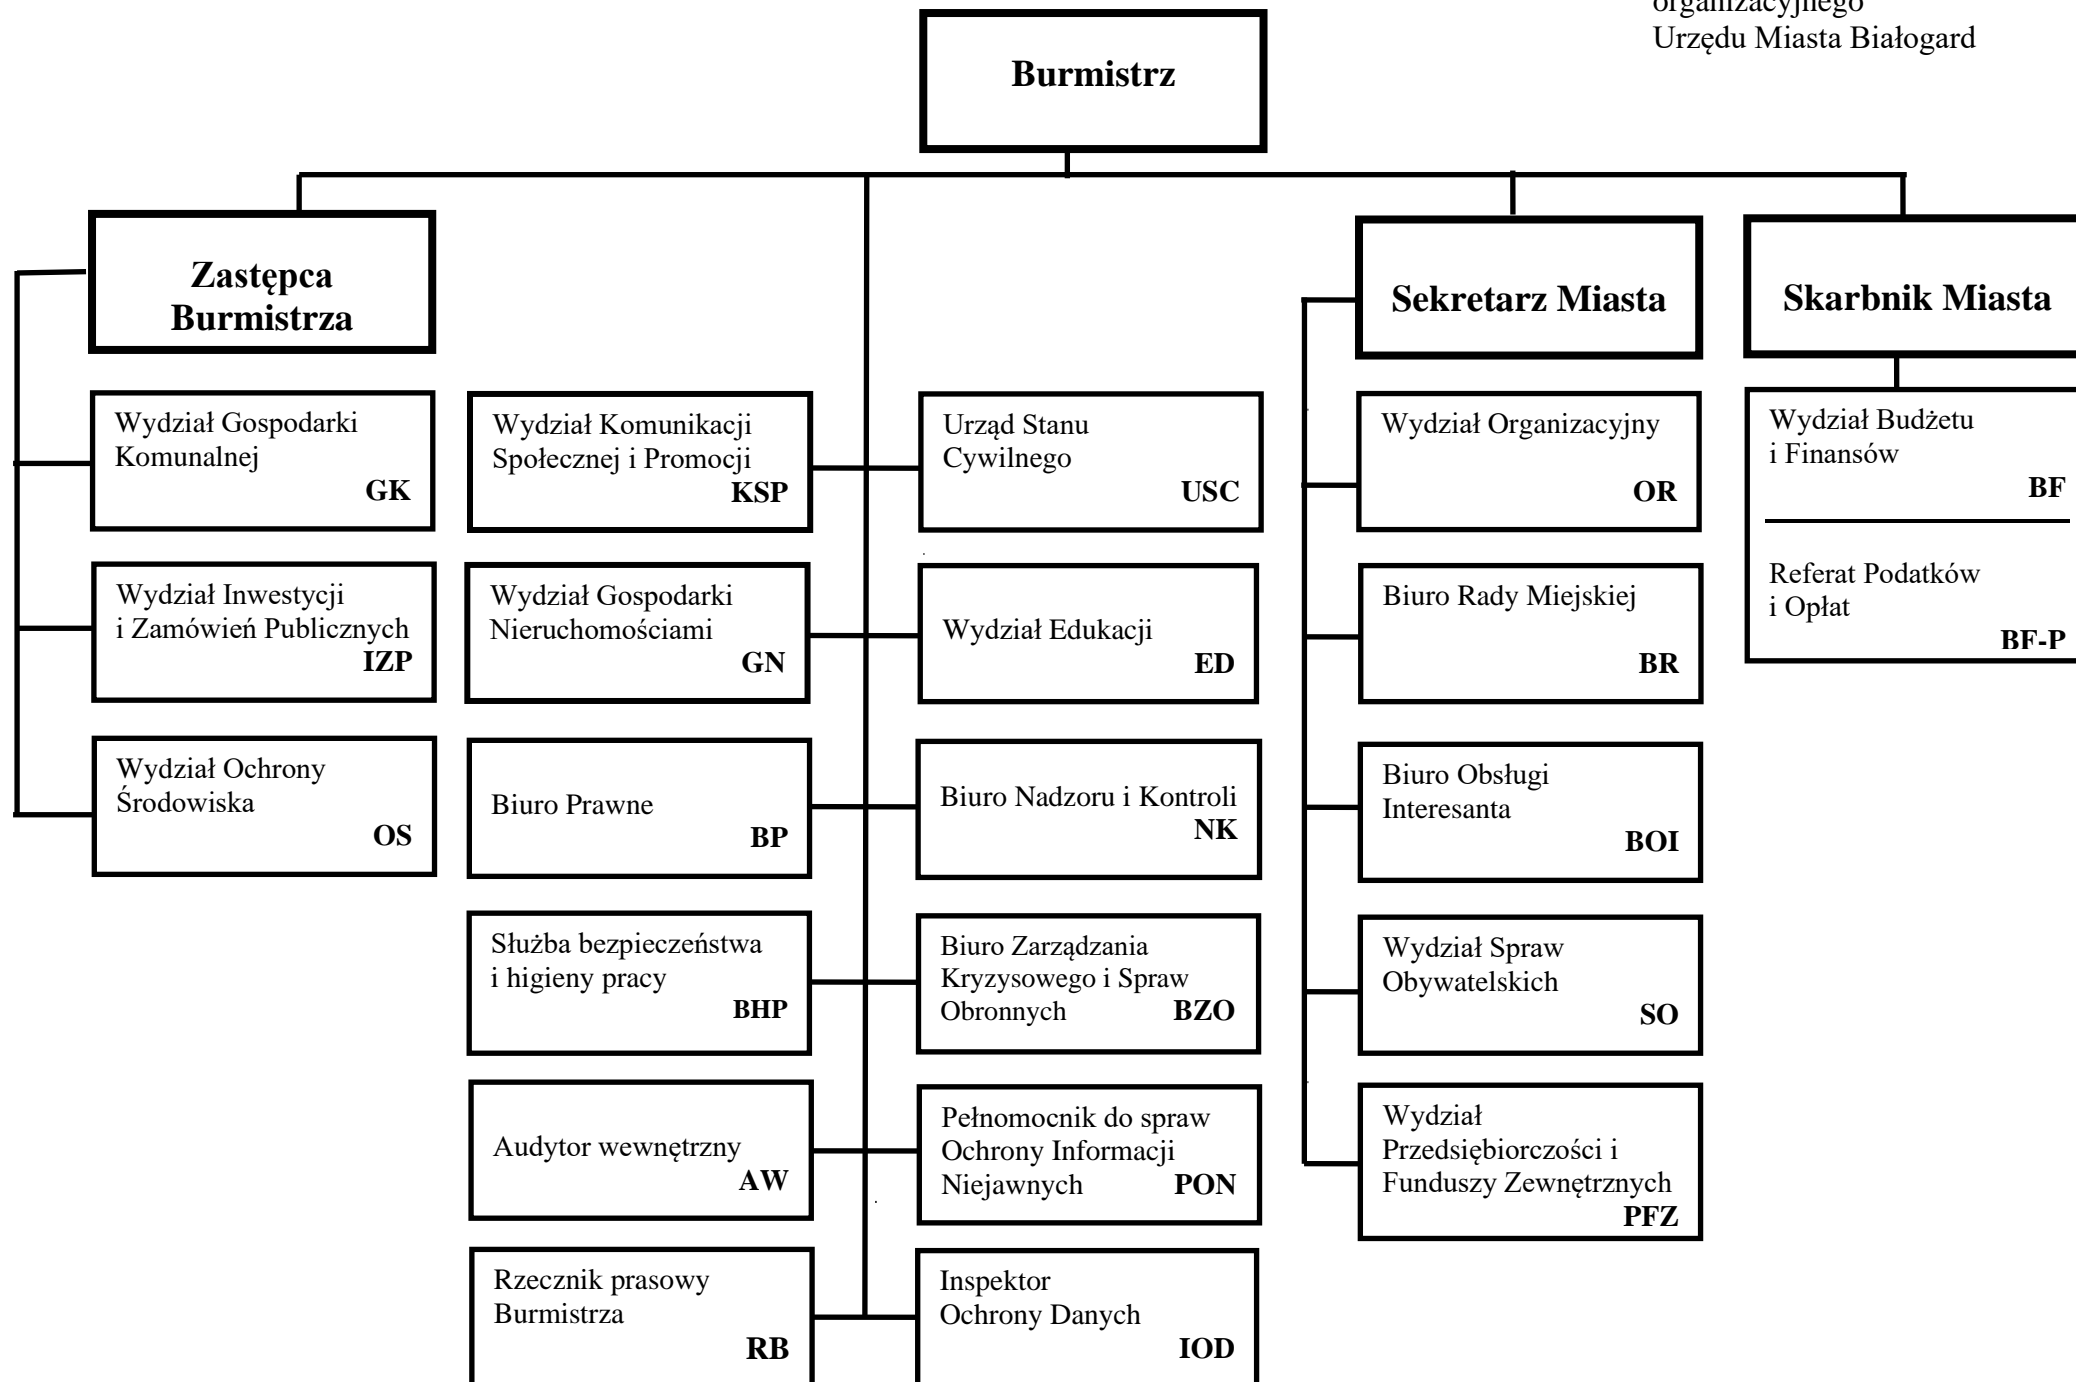 organizacyjnego
Urzędu Miasta Białogard
Burmistrz
Zastępca
Burmistrza
Sekretarz Miasta
Skarbnik Miasta
Wydział Gospodarki
Komunalnej
GK
Wydział Inwestycji
i Zamówień Publicznych
IZP
Wydział Ochrony
Środowiska
OS
Wydział Komunikacji
Społecznej i Promocji
KSP
Wydział Gospodarki
Nieruchomościami
GN
Biuro Prawne
BP
Służba bezpieczeństwa
i higieny pracy
BHP
Audytor wewnętrzny
AW
Rzecznik prasowy
Burmistrza
RB
Urząd Stanu
Cywilnego
USC
Wydział Edukacji
ED
Biuro Nadzoru i Kontroli
NK
Biuro Zarządzania
Kryzysowego i Spraw
Obronnych BZO
Pełnomocnik do spraw
Ochrony Informacji
Niejawnych PON
Inspektor
Ochrony Danych
IOD
Wydział Organizacyjny
OR
Biuro Rady Miejskiej
BR
Biuro Obsługi
Interesanta
BOI
Wydział Spraw
Obywatelskich
SO
Wydział
Przedsiębiorczości i
Funduszy Zewnętrznych
PFZ
Wydział Budżetu
i Finansów
BF
Referat Podatków
i Opłat
BF-P